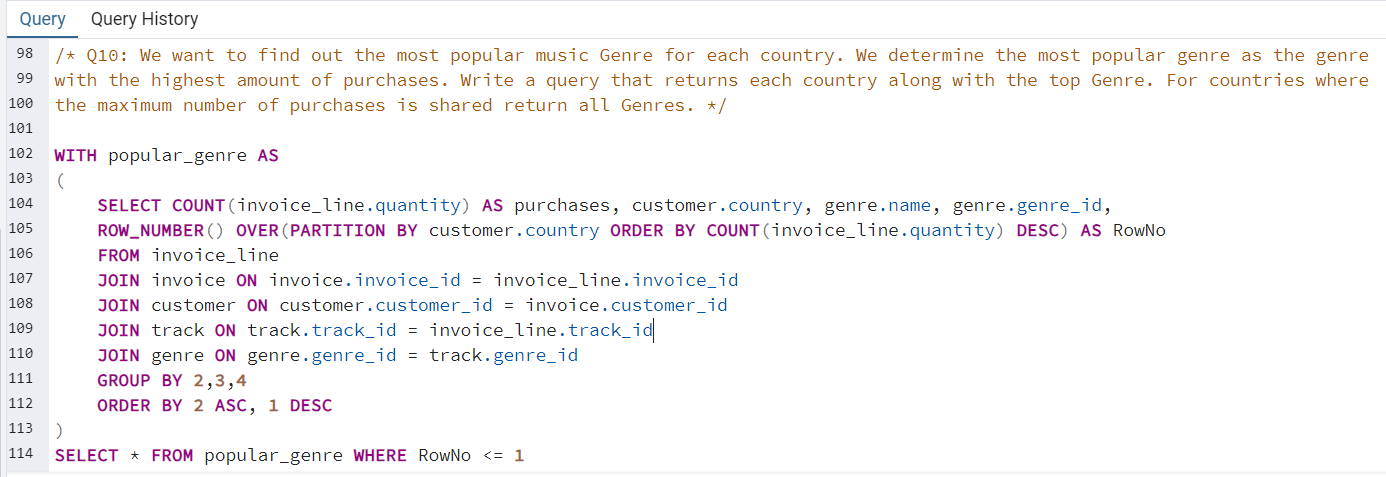 Query Query History
98 /* Q10: We want to find out the most popular music Genre for each country. We determine the most popular genre as the genre
99 with the highest amount of purchases. Write a query that returns each country along with the top Genre. For countries where
100 the maximum number of purchases is shared return all Genres. */
101
102 WITH popular_genre AS
103 (
104 SELECT COUNT(invoice_line.quantity) AS purchases, customer.country, genre.name, genre.genre_id,
105 ROW_NUMBER() OVER(PARTITION BY customer.country ORDER BY COUNT(invoice_line.quantity) DESC) AS RowNo
106 FROM invoice_line
107 JOIN invoice ON invoice.invoice_id = invoice_line.invoice_id
108 JOIN customer ON customer.customer_id = invoice.customer_id
109 JOIN track ON track.track_id = invoice_line.track_id
110 JOIN genre ON genre.genre_id = track.genre_id
111 GROUP BY 2,3,4
112 ORDER BY 2 ASC, 1 DESC
113 )
114 SELECT * FROM popular_genre WHERE RowNo <= 1